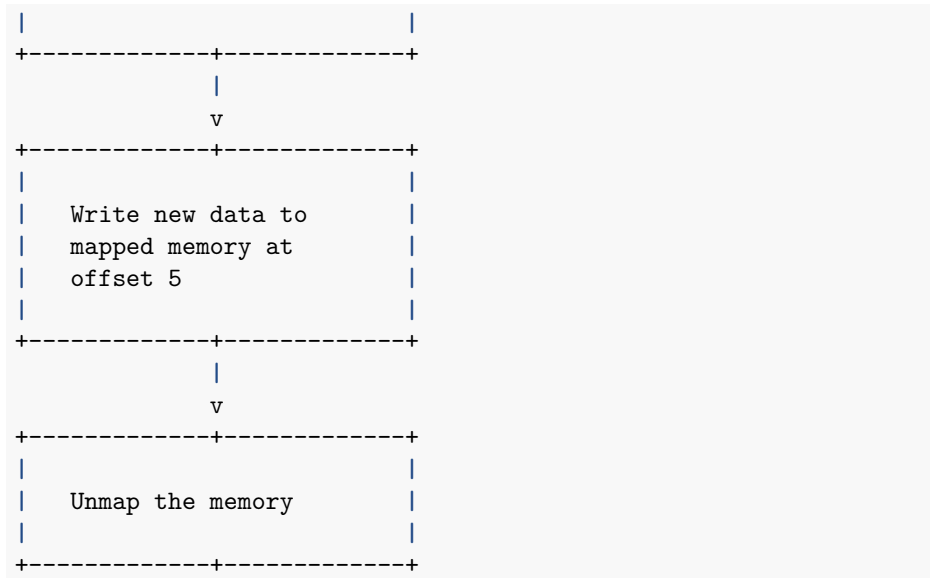 |                           |
+-------------+-------------+
              |
              v
+-------------+-------------+
|                           |
|   Write new data to       |
|   mapped memory at        |
|   offset 5                |
|                           |
+-------------+-------------+
              |
              v
+-------------+-------------+
|                           |
|   Unmap the memory        |
|                           |
+-------------+-------------+